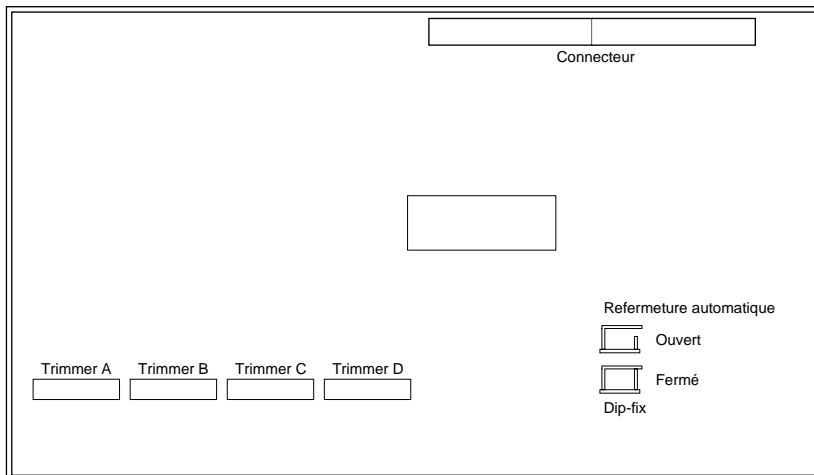 Connecteur
Refermeture automatique
Ouvert
Trimmer A Trimmer B Trimmer C Trimmer D
Fermé
Dip-fix